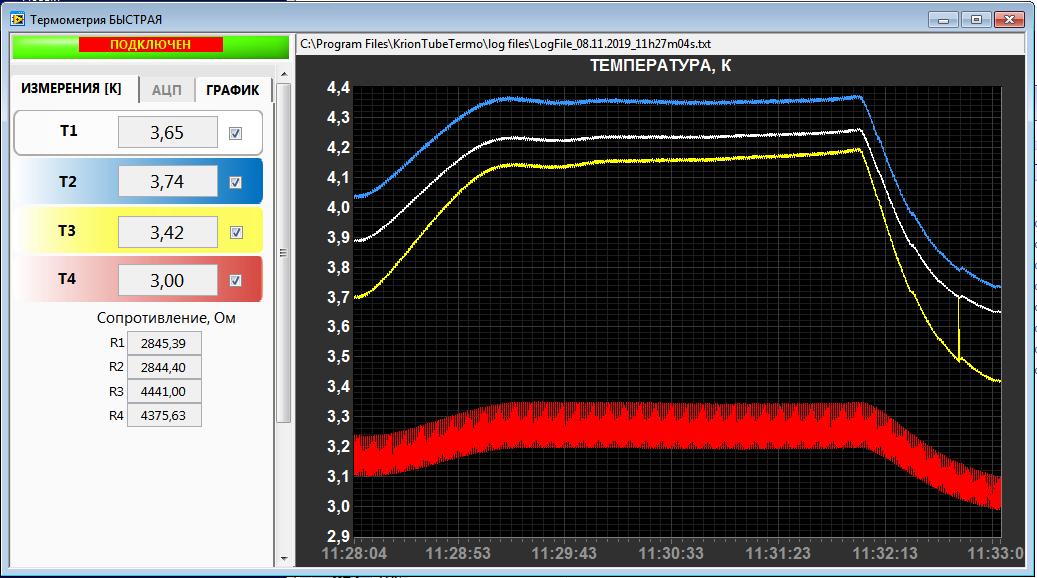 Термометрия БЫСТРАЯ
ПОДКЛЮЧЕН
C:\Program Files\KrionTubeTermo\log files\LogFile_08.11.2019_11h27m04s.txt
ИЗМЕРЕНИЯ [К]
АЦП
ГРАФИК
T1
3,65
T2
3,74
T3
3,42
T4
3,00
Сопротивление, Ом
R1
2845,39
R2
2844,40
R3
4441,00
R4
4375,63
ТЕМПЕРАТУРА, К
4,4
4,3
4,2
4,1
4,0
3,9
3,8
3,7
3,6
3,5
3,4
3,3
3,2
3,1
3,0
2,9
11:28:04
11:28:53
11:29:43
11:30:33
11:31:23
11:32:13
11:33:0